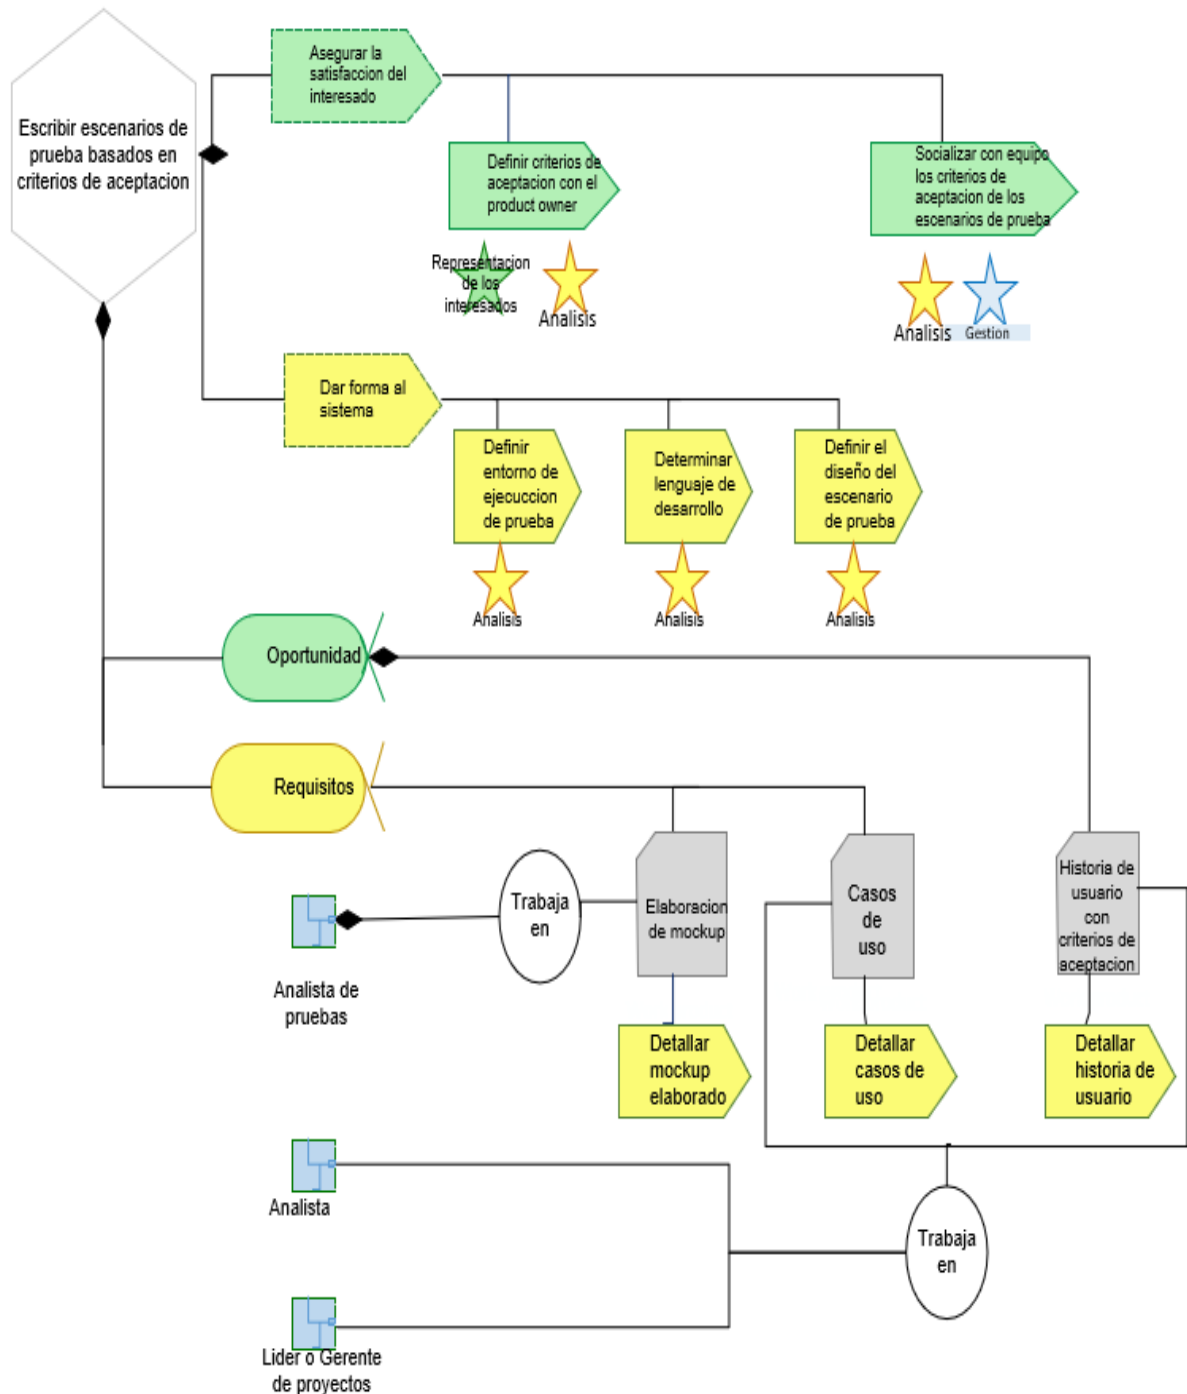 Escribir escenarios de
prueba basados en
criterios de aceptacion
Asegurar la
satisfaccion del
interesado
Definir criterios de
aceptacion con el
product owner
Socializar con equipo
los criterios de
aceptacion de los
escenarios de prueba
Representacion
de los
interesados
Analisis
Analisis
Gestion
Dar forma al
sistema
Definir
entorno de
ejecuccion
de prueba
Determinar
lenguaje de
desarrollo
Definir el
diseño del
escenario
de prueba
Analisis
Analisis
Analisis
Oportunidad
Requisitos
Trabaja
en
Elaboracion
de mockup
Casos
de
uso
Historia de
usuario
con
criterios de
aceptacion
Analista de
pruebas
Detallar
mockup
elaborado
Detallar
casos de
uso
Detallar
historia de
usuario
Analista
Trabaja
en
Lider o Gerente
de proyectos